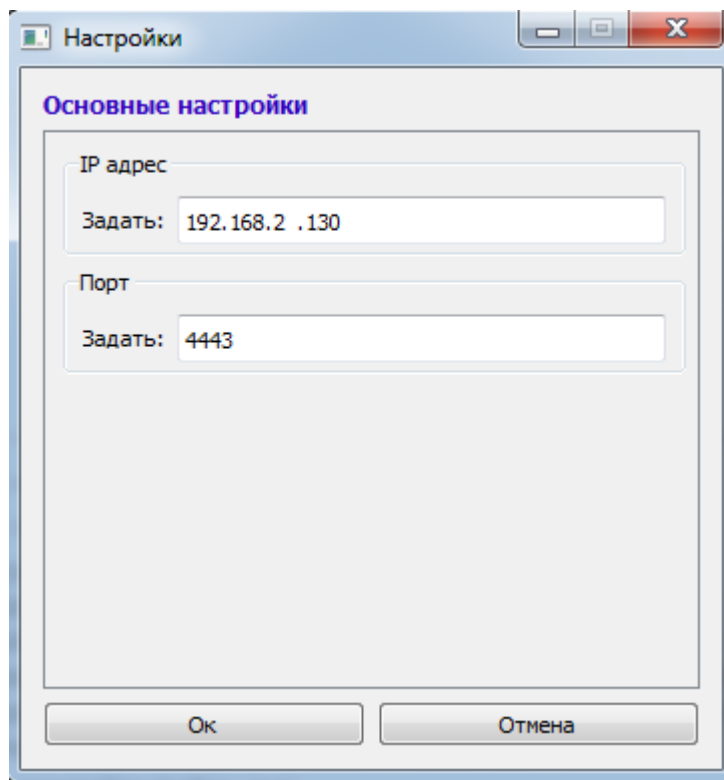 Настройки
Основные настройки
IP адрес
Задать: 192.168.2 .130
Порт
Задать: 4443
Ок Отмена